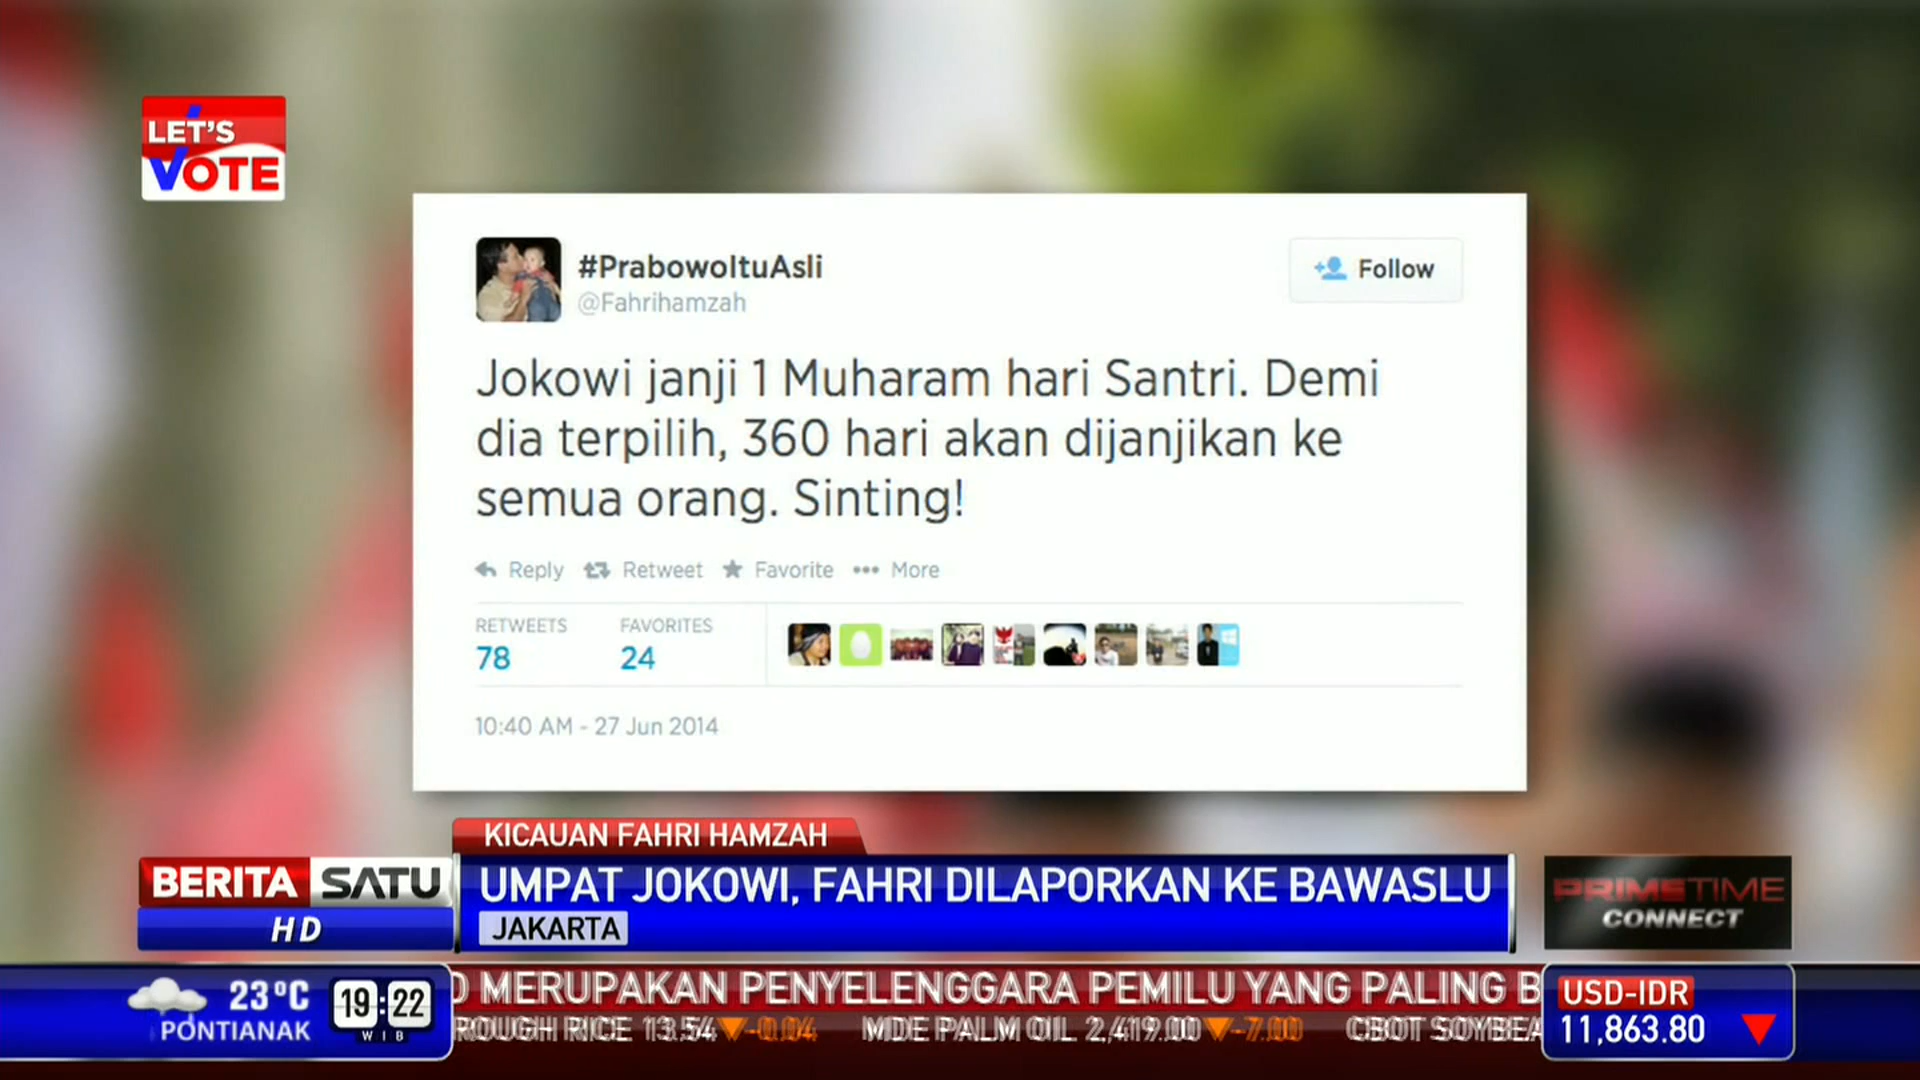 LET'S
VOTE
#PrabowoItuAsli
@Fahrihamzah
Follow
Jokowi janji 1 Muharam hari Santri. Demi
dia terpilih, 360 hari akan dijanjikan ke
semua orang. Sinting!
Reply Retweet Favorite More
RETWEETS FAVORITES
78 24
10:40 AM - 27 Jun 2014
KICAUAN FAHRI HAMZAH
BERITA SATU
HD
UMPAT JOKOWI, FAHRI DILAPORKAN KE BAWASLU
JAKARTA
PRIMETIME
CONNECT
23°C
PONTIANAK
19:22
WIB
MERUPAKAN PENYELENGGARA PEMILU YANG PALING B
ROUGH RICE 13.54 -0.04 MDE PALM OIL 2,419.00 -7.00 CBOT SOYBEA
USD-IDR
11,863.80